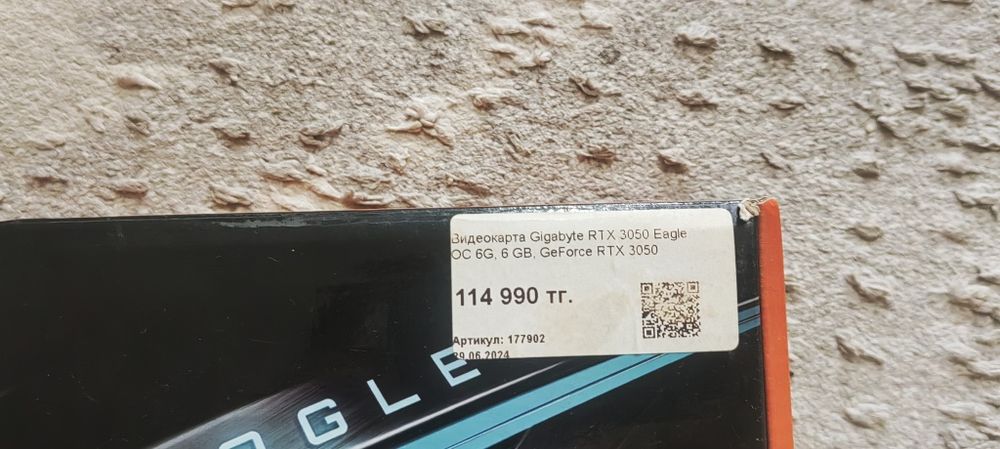 Видеокарта Gigabyte RTX 3050 Eagle
OC 6G, 6 GB, GeForce RTX 3050
114 990 тг.
Артикул: 177902
29.06.2024
GLE